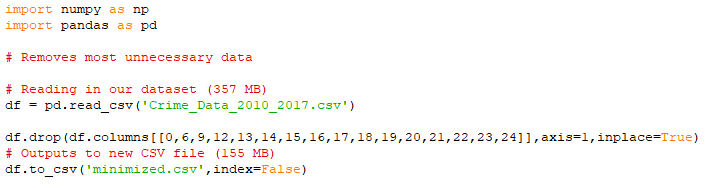 import numpy as np
import pandas as pd
# Removes most unnecessary data
# Reading in our dataset (357 MB)
df = pd.read_csv('Crime_Data_2010_2017.csv')
df.drop(df.columns[[0,6,9,12,13,14,15,16,17,18,19,20,21,22,23,24]],axis=1,inplace=True)
# Outputs to new CSV file (155 MB)
df.to_csv('minimized.csv',index=False)